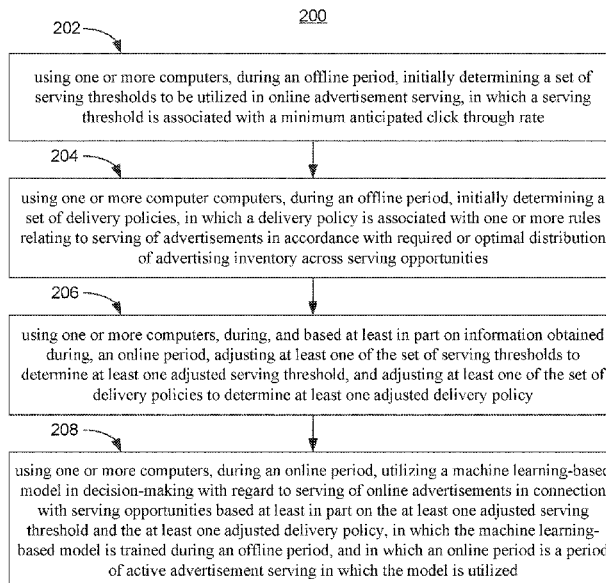 200
202
using one or more computers, during an offline period, initially determining a set of
serving thresholds to be utilized in online advertisement serving, in which a serving
threshold is associated with a minimum anticipated click through rate
204
using one or more computer computers, during an offline period, initially determining a
set of delivery policies, in which a delivery policy is associated with one or more rules
relating to serving of advertisements in accordance with required or optimal distribution
of advertising inventory across serving opportunities
206
using one or more computers, during, and based at least in part on information obtained
during, an online period, adjusting at least one of the set of serving thresholds to
determine at least one adjusted serving threshold, and adjusting at least one of the set of
delivery policies to determine at least one adjusted delivery policy
208
using one or more computers, during an online period, utilizing a machine learning-based
model in decision-making with regard to serving of online advertisements in connection
with serving opportunities based at least in part on the at least one adjusted serving
threshold and the at least one adjusted delivery policy, in which the machine learning-
based model is trained during an offline period, and in which an online period is a period
of active advertisement serving in which the model is utilized